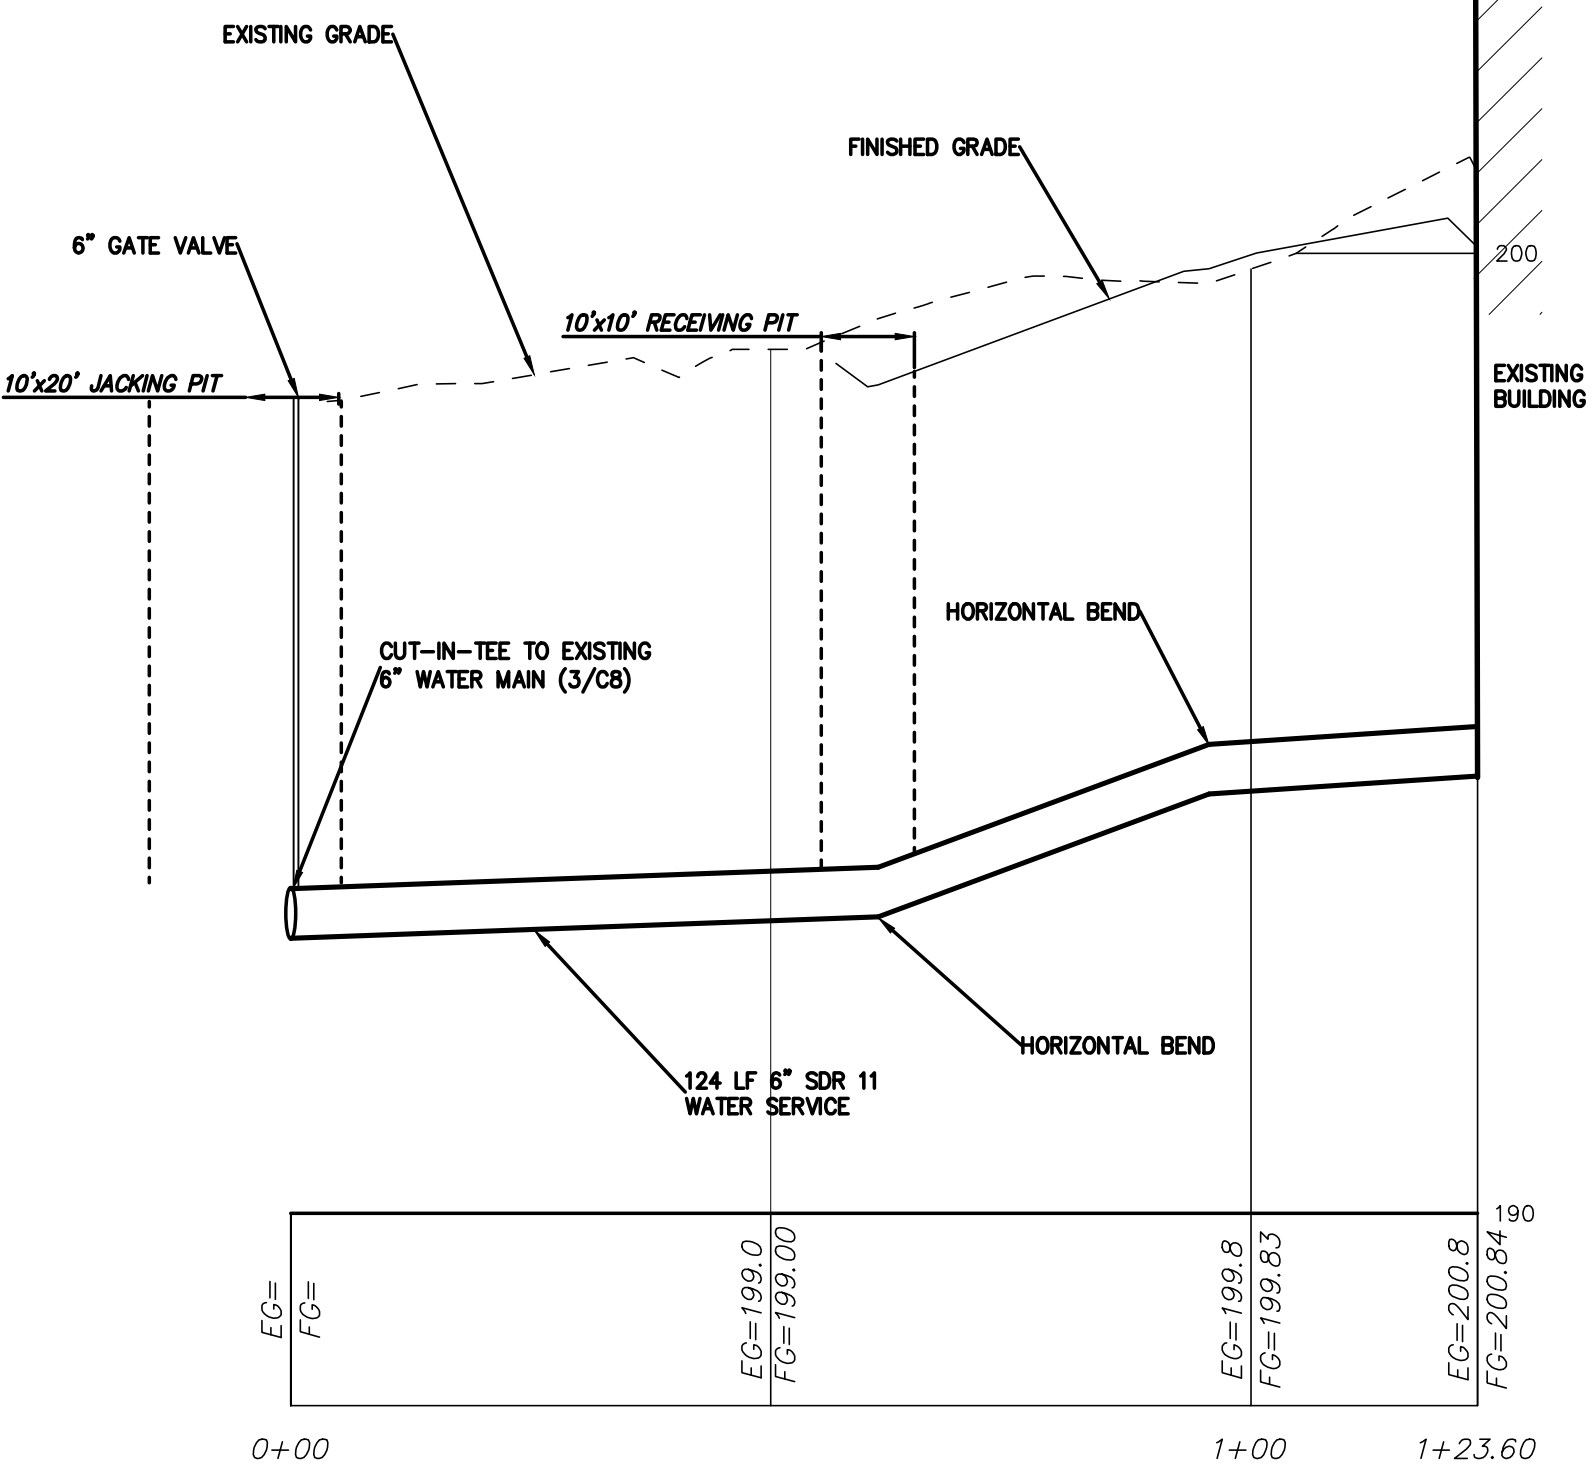 EXISTING GRADE
FINISHED GRADE
6" GATE VALVE
200
10'x10' RECEIVING PIT
10'x20' JACKING PIT
EXISTING
BUILDING
HORIZONTAL BEND
CUT-IN-TEE TO EXISTING
6" WATER MAIN (3/C8)
HORIZONTAL BEND
124 LF 6" SDR 11
WATER SERVICE
190
EG=
FG=
EG=199.0
FG=199.00
EG=199.8
FG=199.83
EG=200.8
FG=200.84
0+00
1+00
1+23.60